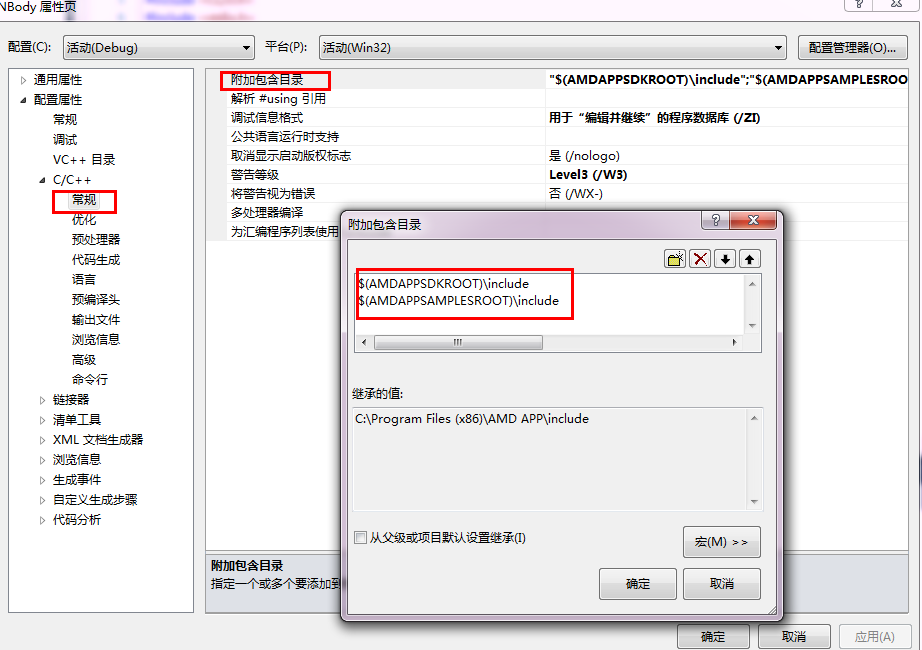 NBody 属性页
配置(C): 活动(Debug) 平台(P): 活动(Win32) 配置管理器(O)...
通用属性
配置属性
常规
调试
VC++ 目录
C/C++
常规
优化
预处理器
代码生成
语言
预编译头
输出文件
浏览信息
高级
命令行
链接器
清单工具
XML 文档生成器
浏览信息
生成事件
自定义生成步骤
代码分析
附加包含目录 "$(AMDAPPSDKROOT)\include";"$(AMDAPPSAMPLESROO
解析 #using 引用
调试信息格式 用于“编辑并继续”的程序数据库 (/ZI)
公共语言运行时支持
取消显示启动版权标志 是 (/nologo)
警告等级 Level3 (/W3)
将警告视为错误 否 (/WX-)
多处理器编译
为汇编程序列表使用
附加包含目录
$(AMDAPPSDKROOT)\include
$(AMDAPPSAMPLESROOT)\include
继承的值:
C:\Program Files (x86)\AMD APP\include
从父级或项目默认设置继承(I)
宏(M) >>
确定 取消
附加包含目录
指定一个或多个要添加到
确定 取消 应用(A)